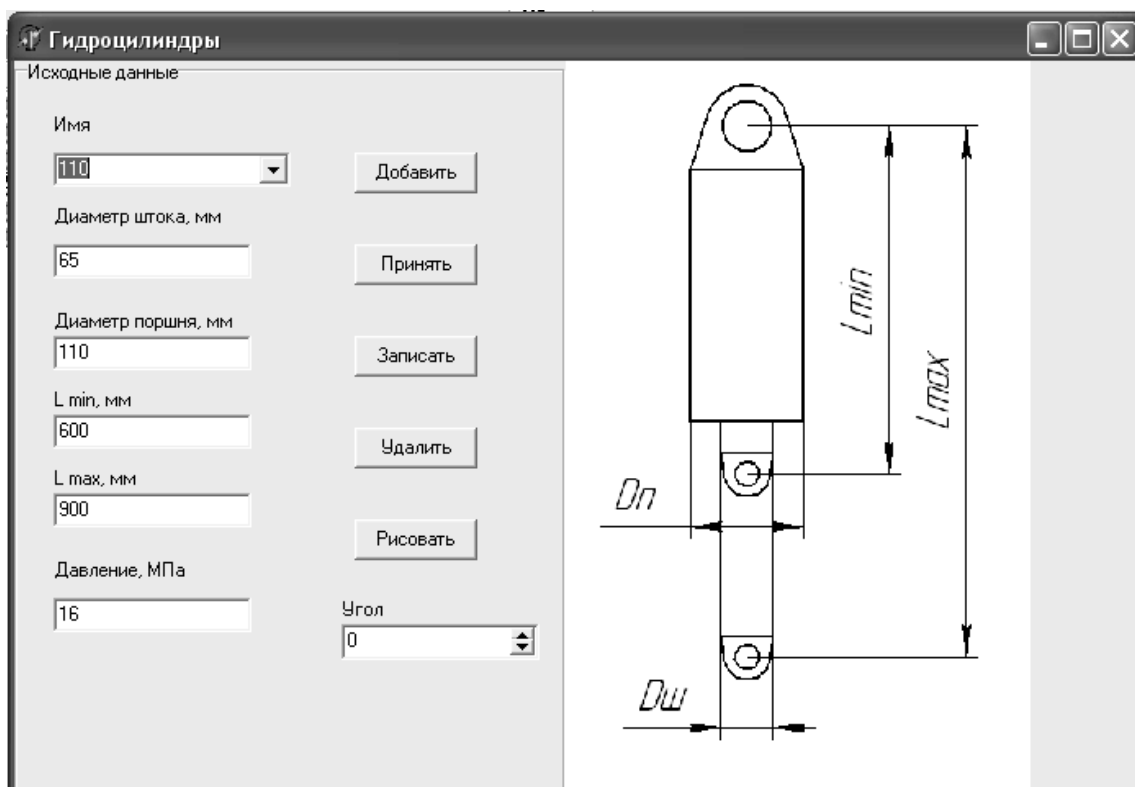 Гидроцилиндры
Исходные данные
Имя
110
Добавить
Диаметр штока, мм
65
Принять
Диаметр поршня, мм
110
Записать
L min, мм
600
Удалить
L max, мм
900
Рисовать
Давление, МПа
16
Угол
0
Lmin
Lmax
Dп
Dш